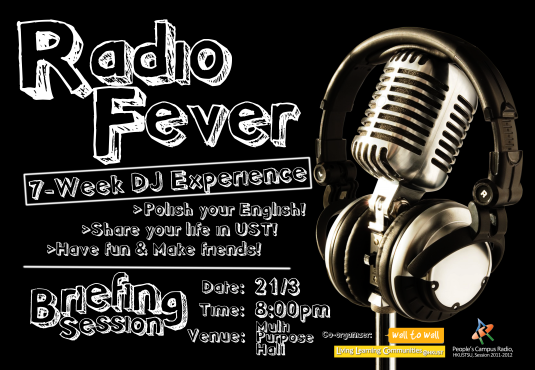 Radio
Fever
7-Week DJ Experience
>Polish your English!
>Share your life in UST!
>Have fun & Make friends!
Briefing
Session
Date: 21/3
Time: 8:00pm
Venue: Multi
Purpose
Hall
Co-organizer:
Wall to Wall
Living Learning Communities
People's Campus Radio,
HKUSTSU, Session 2011-2012